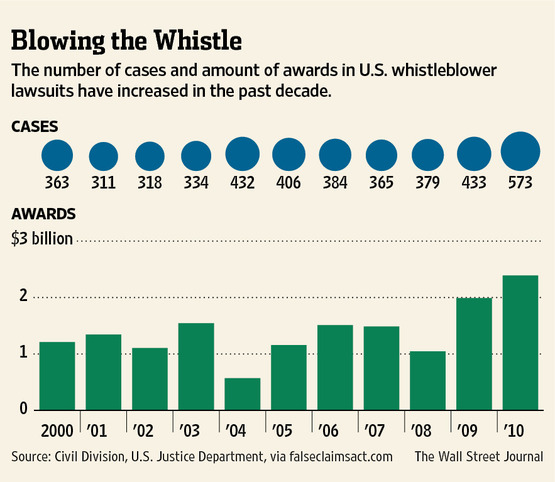 Blowing the Whistle
The number of cases and amount of awards in U.S. whistleblower
lawsuits have increased in the past decade.
CASES
363 311 318 334 432 406 384 365 379 433 573
AWARDS
$3 billion
2
1
0
2000 ’01 ’02 ’03 ’04 ’05 ’06 ’07 ’08 ’09 ’10
Source: Civil Division, U.S. Justice Department, via falseclaimsact.com The Wall Street Journal